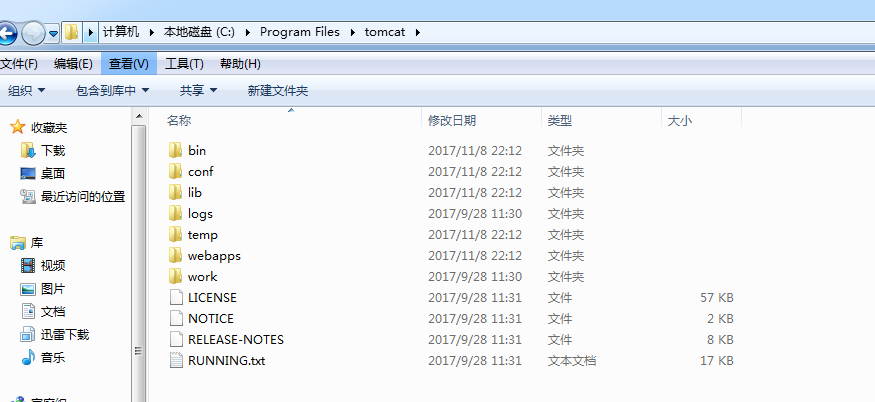 计算机 本地磁盘 (C:) Program Files tomcat
文件(F) 编辑(E) 查看(V) 工具(T) 帮助(H)
组织 包含到库中 共享 新建文件夹
收藏夹
下载
桌面
最近访问的位置
库
视频
图片
文档
迅雷下载
音乐
名称 修改日期 类型 大小
bin 2017/11/8 22:12 文件夹
conf 2017/11/8 22:12 文件夹
lib 2017/11/8 22:12 文件夹
logs 2017/9/28 11:30 文件夹
temp 2017/11/8 22:12 文件夹
webapps 2017/11/8 22:12 文件夹
work 2017/9/28 11:30 文件夹
LICENSE 2017/9/28 11:31 文件 57 KB
NOTICE 2017/9/28 11:31 文件 2 KB
RELEASE-NOTES 2017/9/28 11:31 文件 8 KB
RUNNING.txt 2017/9/28 11:31 文本文档 17 KB